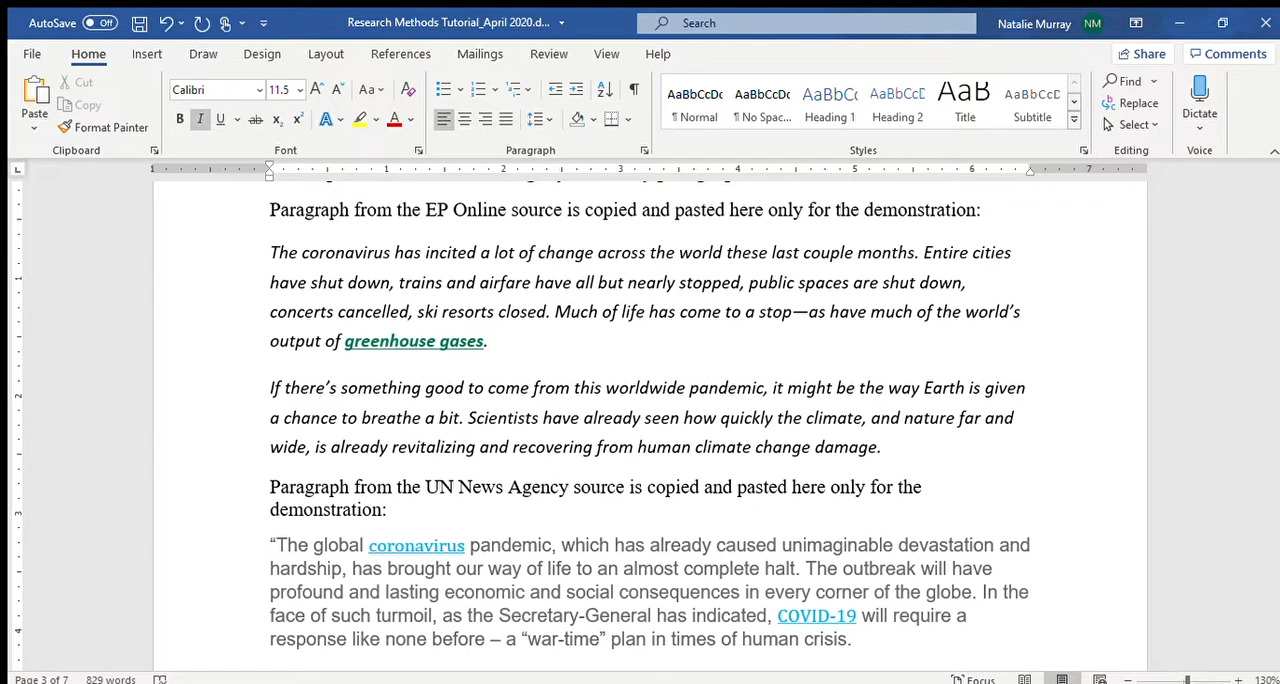 AutoSave Off Research Methods Tutorial_April 2020.d... Search Natalie Murray NM
File Home Insert Draw Design Layout References Mailings Review View Help Share Comments
Paste Cut Copy Format Painter Clipboard
Calibri 11.5 A A Aa A B I U ab x2 x2 A A Font
Paragraph
AaBbCcDc AaBbCcDc AaBbCc AaBbCcD AaB AaBbCcD
¶ Normal ¶ No Spac... Heading 1 Heading 2 Title Subtitle
Styles
Find Replace Select Editing
Dictate Voice
1 1 2 3 4 5 6 7
Paragraph from the EP Online source is copied and pasted here only for the demonstration:
The coronavirus has incited a lot of change across the world these last couple months. Entire cities
have shut down, trains and airfare have all but nearly stopped, public spaces are shut down,
concerts cancelled, ski resorts closed. Much of life has come to a stop—as have much of the world's
output of greenhouse gases.
If there's something good to come from this worldwide pandemic, it might be the way Earth is given
a chance to breathe a bit. Scientists have already seen how quickly the climate, and nature far and
wide, is already revitalizing and recovering from human climate change damage.
Paragraph from the UN News Agency source is copied and pasted here only for the
demonstration:
“The global coronavirus pandemic, which has already caused unimaginable devastation and
hardship, has brought our way of life to an almost complete halt. The outbreak will have
profound and lasting economic and social consequences in every corner of the globe. In the
face of such turmoil, as the Secretary-General has indicated, COVID-19 will require a
response like none before – a “war-time” plan in times of human crisis.
Page 3 of 7 829 words Focus 130%